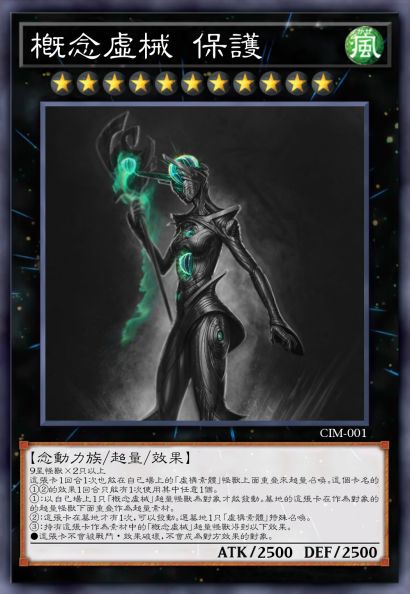 概念虛械 保護
風
CIM-001
【念動力族/超量/效果】
9星怪獸×2只以上
這張卡1回合1次也能在自己場上的「虛構素體」怪獸上面重疊來超量召喚。這個卡名的
①②的效果1回合只能有1次使用其中任意1個。
①:以自己場上1只「概念虛械」超量怪獸為對象才能發動。墓地的這張卡在作為對象的
的超量怪獸下面重疊作為超量素材。
②:這張卡在墓地才有1次,可以發動。選墓地1只「虛構素體」特殊召喚。
③:持有這張卡作為素材中的「概念虛械」超量怪獸得到以下效果。
●這張卡不會被戰鬥·效果破壞,不會成為對方效果的對象。
ATK/2500 DEF/2500